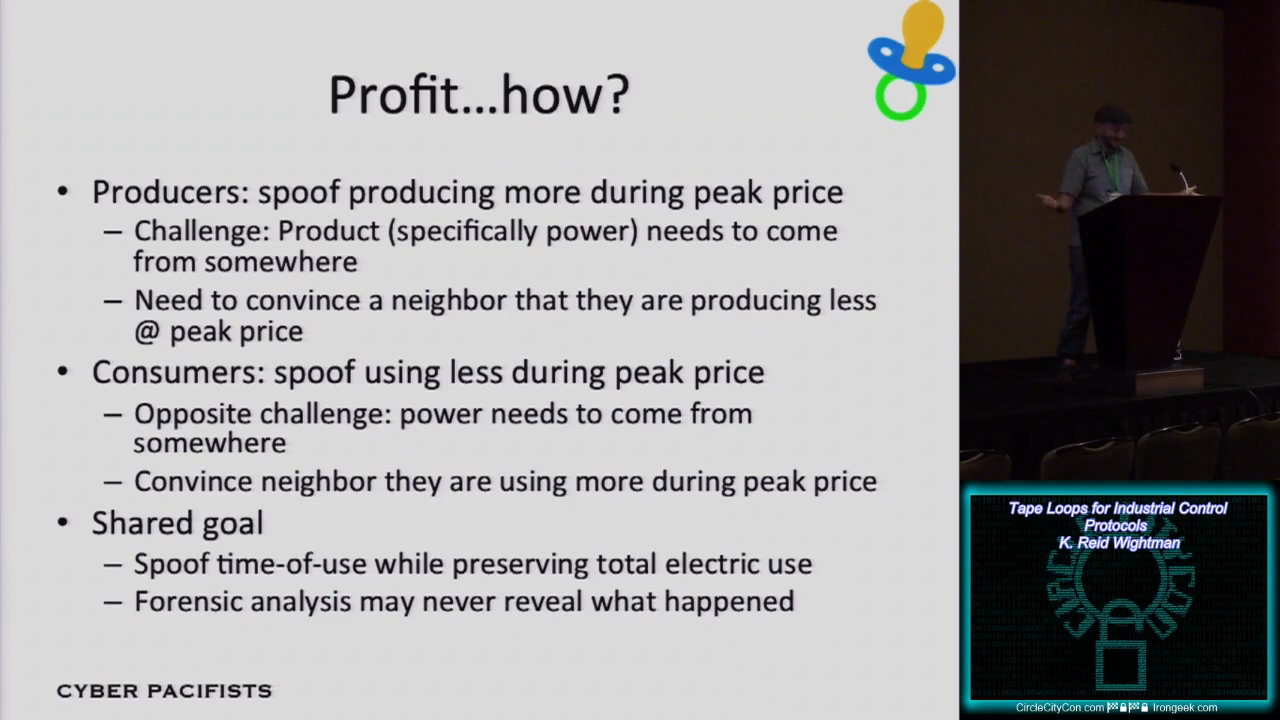 Profit...how?
• Producers: spoof producing more during peak price
– Challenge: Product (specifically power) needs to come
from somewhere
– Need to convince a neighbor that they are producing less
@ peak price
• Consumers: spoof using less during peak price
– Opposite challenge: power needs to come from
somewhere
– Convince neighbor they are using more during peak price
• Shared goal
– Spoof time-of-use while preserving total electric use
– Forensic analysis may never reveal what happened
CYBER PACIFISTS
Tape Loops for Industrial Control
Protocols
K. Reid Wightman
CircleCityCon.com Irongeek.com